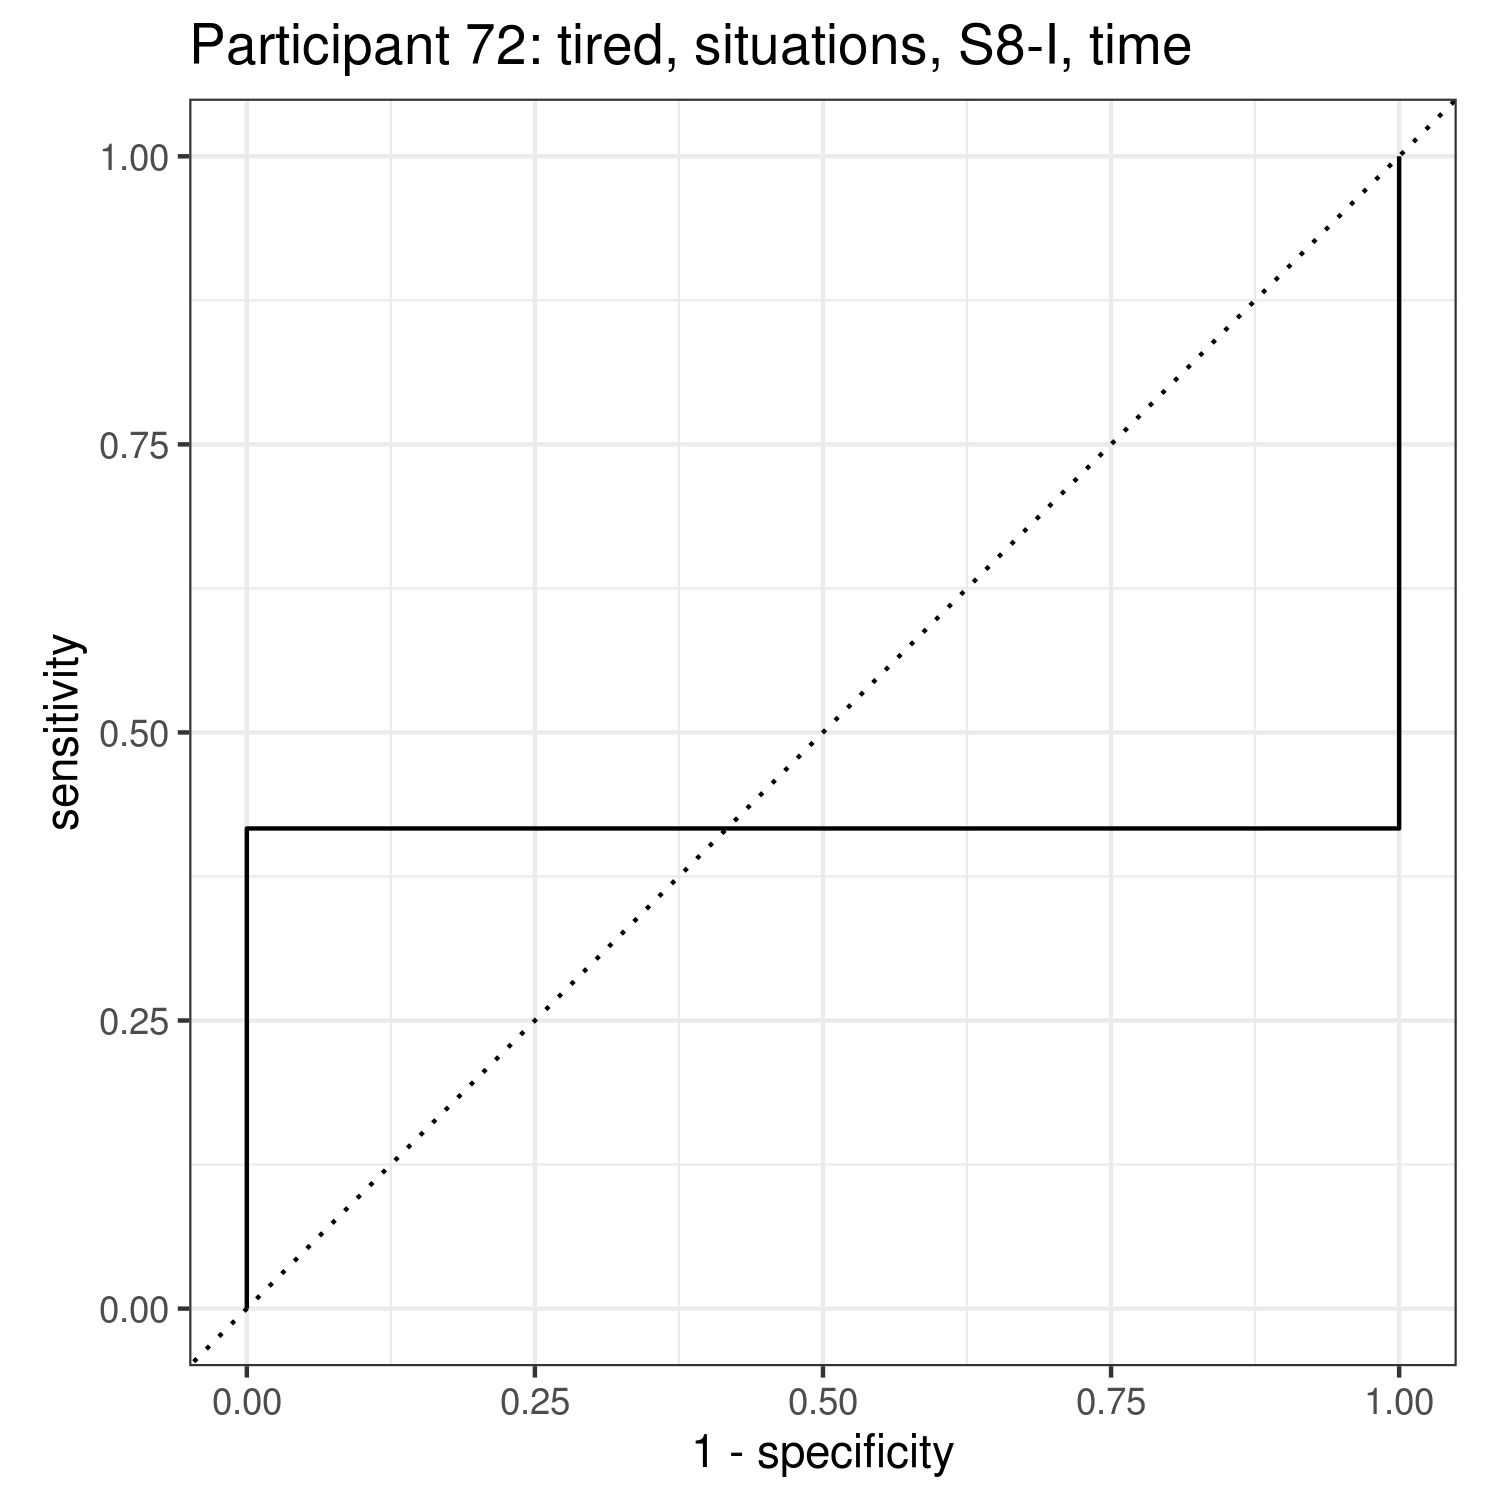 Participant 72: tired, situations, S8-I, time
1.00
0.75
0.50
0.25
0.00
sensitivity
0.00 0.25 0.50 0.75 1.00
1 - specificity